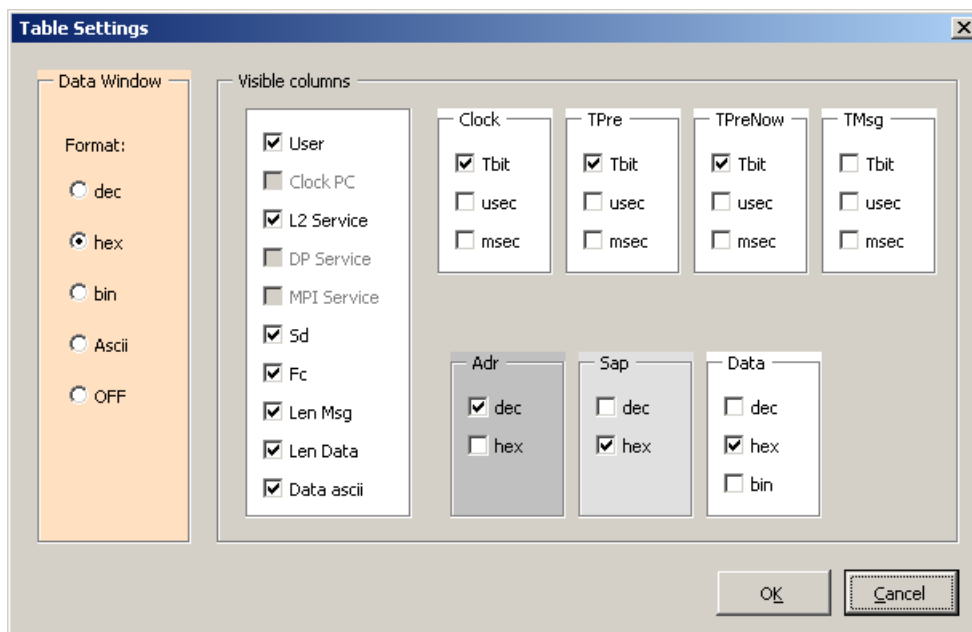 Table Settings
Data Window
Format:
dec
hex
bin
Ascii
OFF
Visible columns
User
Clock PC
L2 Service
DP Service
MPI Service
Sd
Fc
Len Msg
Len Data
Data ascii
Clock
Tbit
usec
msec
TPre
Tbit
usec
msec
TPreNow
Tbit
usec
msec
TMsg
Tbit
usec
msec
Adr
dec
hex
Sap
dec
hex
Data
dec
hex
bin
OK
Cancel